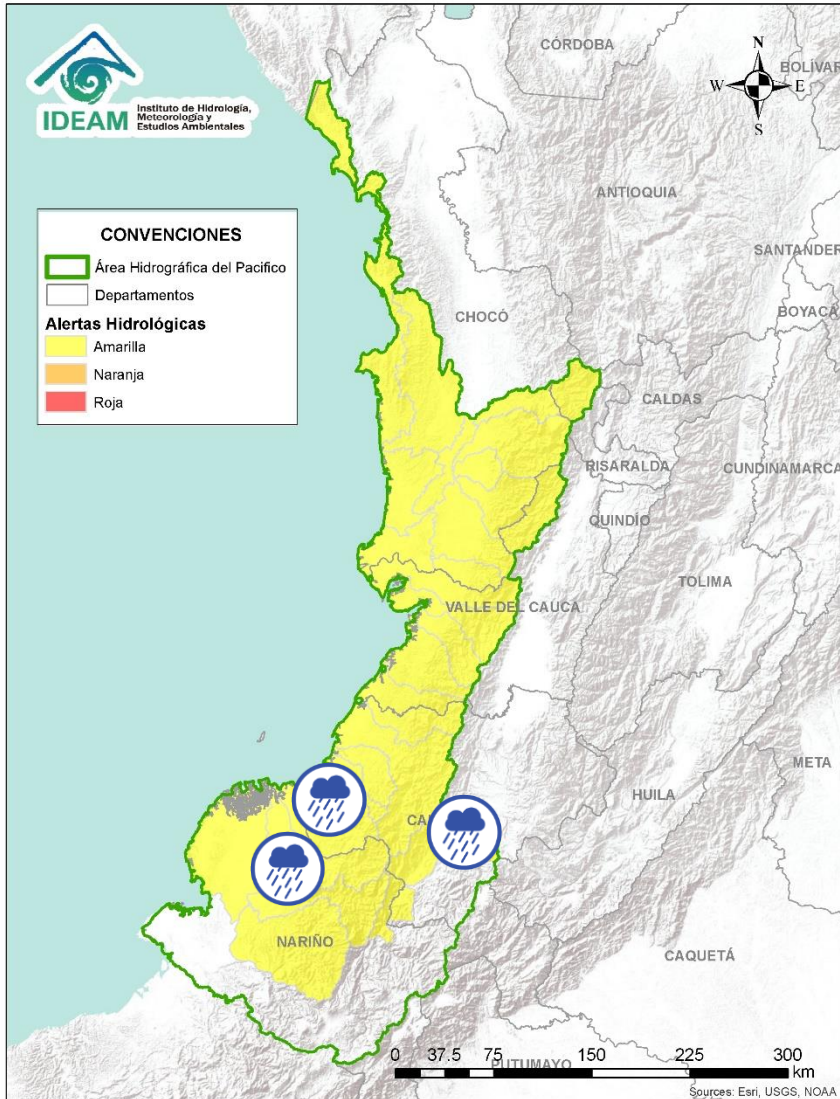 IDEAM
Instituto de Hidrología,
Meteorología y
Estudios Ambientales
N
W
E
S
CONVENCIONES
Área Hidrográfica del Pacifico
Departamentos
Alertas Hidrológicas
Amarilla
Naranja
Roja
CÓRDOBA
BOLÍVAR
ANTIOQUIA
SANTANDER
BOYACÁ
CHOCÓ
CALDAS
RISARALDA
CUNDINAMARCA
QUINDÍO
TOLIMA
VALLE DEL CAUCA
META
HUILA
NARIÑO
CAQUETÁ
PUTUMAYO
0 37.5 75 150 225 300
km
Sources: Esri, USGS, NOAA